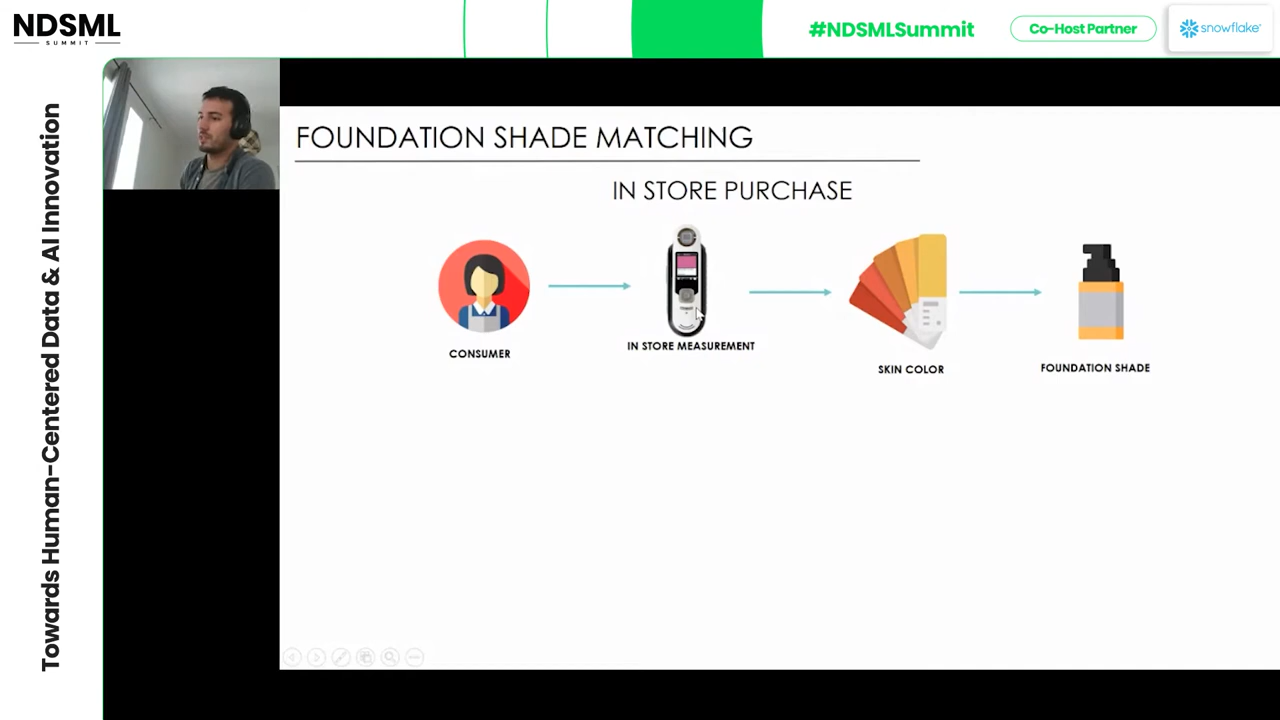 NDSML
SUMMIT
#NDSMLSummit
Co-Host Partner
snowflake
Towards Human-Centered Data & AI Innovation
FOUNDATION SHADE MATCHING
IN STORE PURCHASE
CONSUMER
IN STORE MEASUREMENT
SKIN COLOR
FOUNDATION SHADE